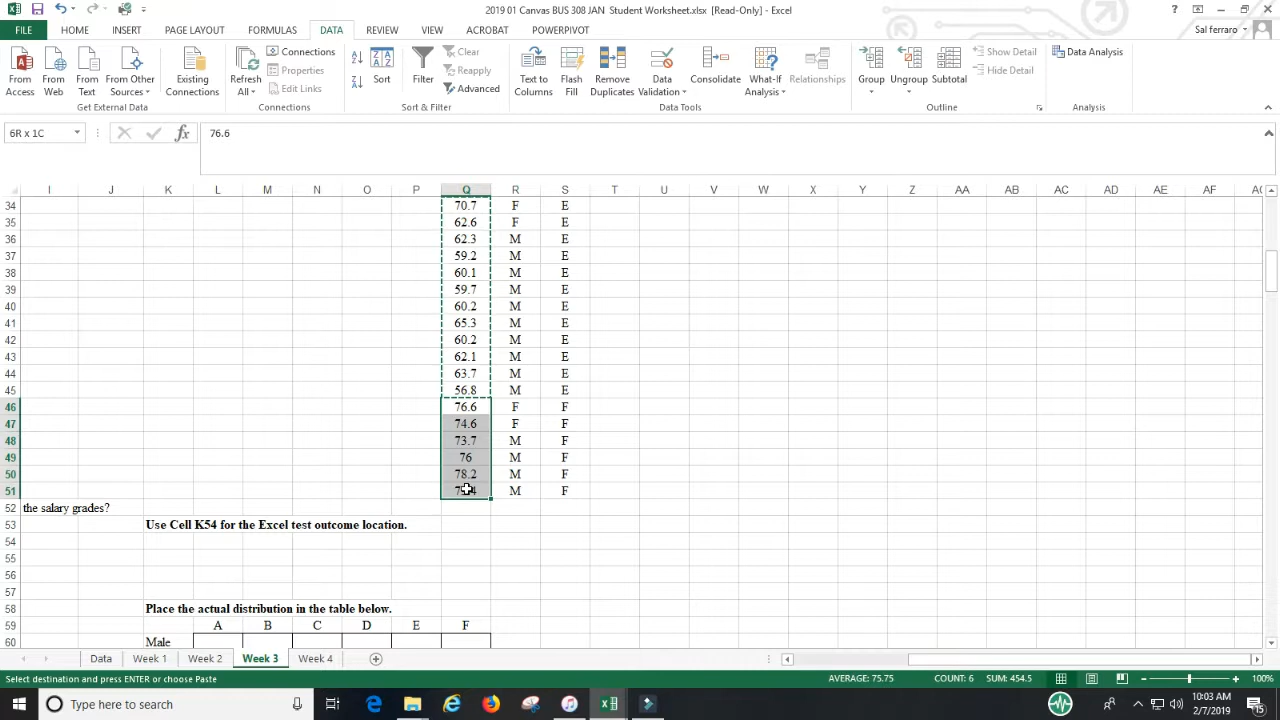 2019 01 Canvas BUS 308 JAN  Student Worksheet.xlsx  [Read-Only] - Excel
FILE HOME INSERT PAGE LAYOUT FORMULAS DATA REVIEW VIEW ACROBAT POWERPIVOT Sal ferraro
From Access From Web From Text From Other Sources Existing Connections Refresh All Connections Properties Edit Links Sort Filter Clear Reapply Advanced Text to Columns Flash Fill Remove Duplicates Data Validation Consolidate What-If Analysis Relationships Group Ungroup Subtotal Show Detail Hide Detail Data Analysis
Get External Data Connections Sort & Filter Data Tools Outline Analysis
6R x 1C fx 76.6
I J K L M N O P Q R S T U V W X Y Z AA AB AC AD AE AF
34 70.7 F E
35 62.6 F E
36 62.3 M E
37 59.2 M E
38 60.1 M E
39 59.7 M E
40 60.2 M E
41 65.3 M E
42 60.2 M E
43 62.1 M E
44 63.7 M E
45 56.8 M E
46 76.6 F F
47 74.6 F F
48 73.7 M F
49 76 M F
50 78.2 M F
51 M F
52 the salary grades?
53 Use Cell K54 for the Excel test outcome location.
54
55
56
57
58 Place the actual distribution in the table below.
59 A B C D E F
60 Male
Data Week 1 Week 2 Week 3 Week 4
Select destination and press ENTER or choose Paste AVERAGE: 75.75 COUNT: 6 SUM: 454.5 100%
Type here to search 10:03 AM
2/7/2019